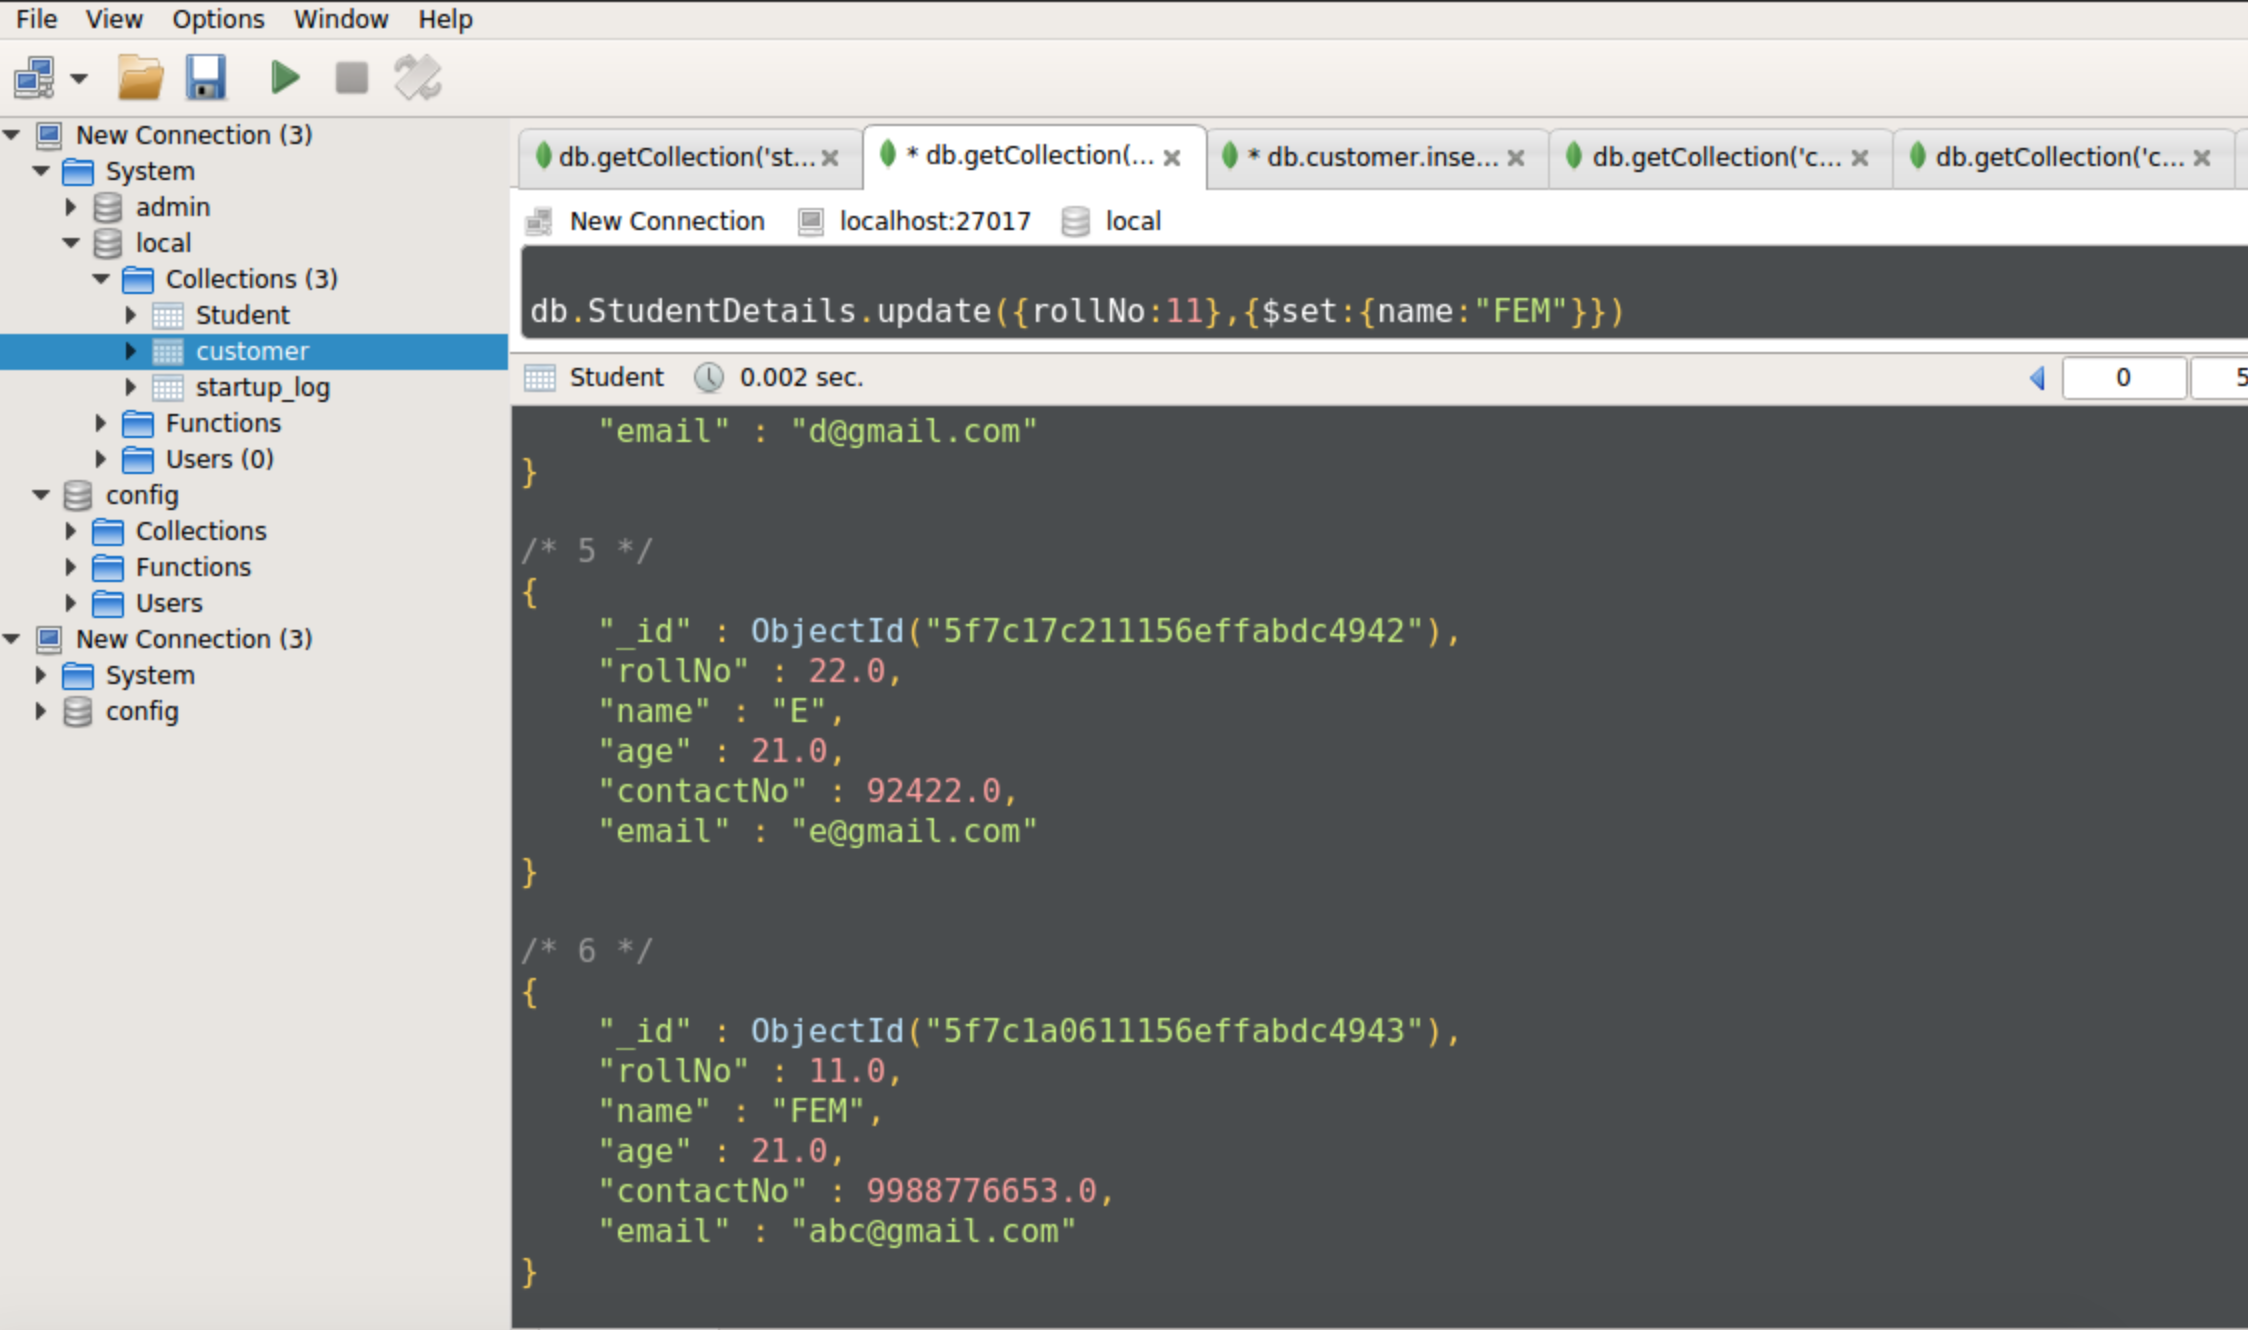 File View Options Window Help
New Connection (3)
System
admin
local
Collections (3)
Student
customer
startup_log
Functions
Users (0)
config
Collections
Functions
Users
New Connection (3)
System
config
db.getCollection('st... * db.getCollection(... * db.customer.inse... db.getCollection('c... db.getCollection('c...
New Connection localhost:27017 local
db.StudentDetails.update({rollNo:11},{$set:{name:"FEM"}})
Student 0.002 sec. 0 5
"email" : "d@gmail.com"
}
/* 5 */
{
"_id" : ObjectId("5f7c17c211156effabdc4942"),
"rollNo" : 22.0,
"name" : "E",
"age" : 21.0,
"contactNo" : 92422.0,
"email" : "e@gmail.com"
}
/* 6 */
{
"_id" : ObjectId("5f7c1a0611156effabdc4943"),
"rollNo" : 11.0,
"name" : "FEM",
"age" : 21.0,
"contactNo" : 9988776653.0,
"email" : "abc@gmail.com"
}